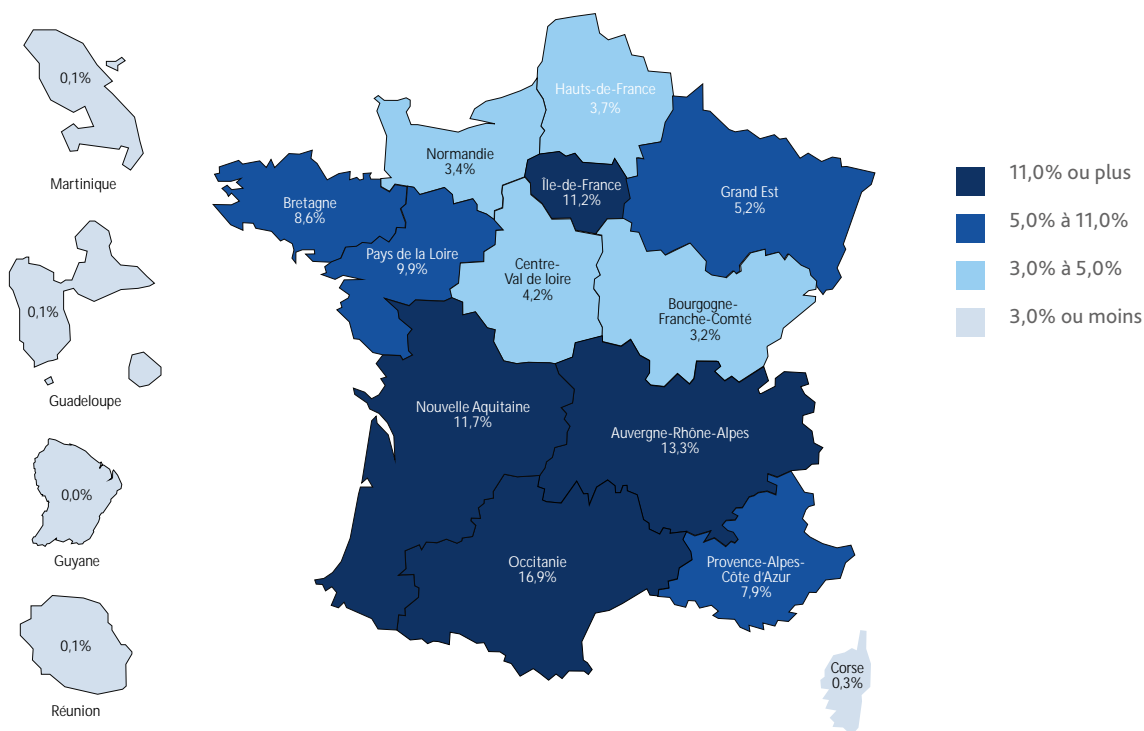 0,1%
Martinique
0,1%
Guadeloupe
0,0%
Guyane
0,1%
Réunion
Hauts-de-France
3,7%
Normandie
3,4%
Île-de-France
11,2%
Grand Est
5,2%
Bretagne
8,6%
Pays de la Loire
9,9%
Centre-
Val de loire
4,2%
Bourgogne-
Franche-Comté
3,2%
Nouvelle Aquitaine
11,7%
Auvergne-Rhône-Alpes
13,3%
Occitanie
16,9%
Provence-Alpes-
Côte d'Azur
7,9%
Corse
0,3%
11,0% ou plus
5,0% à 11,0%
3,0% à 5,0%
3,0% ou moins